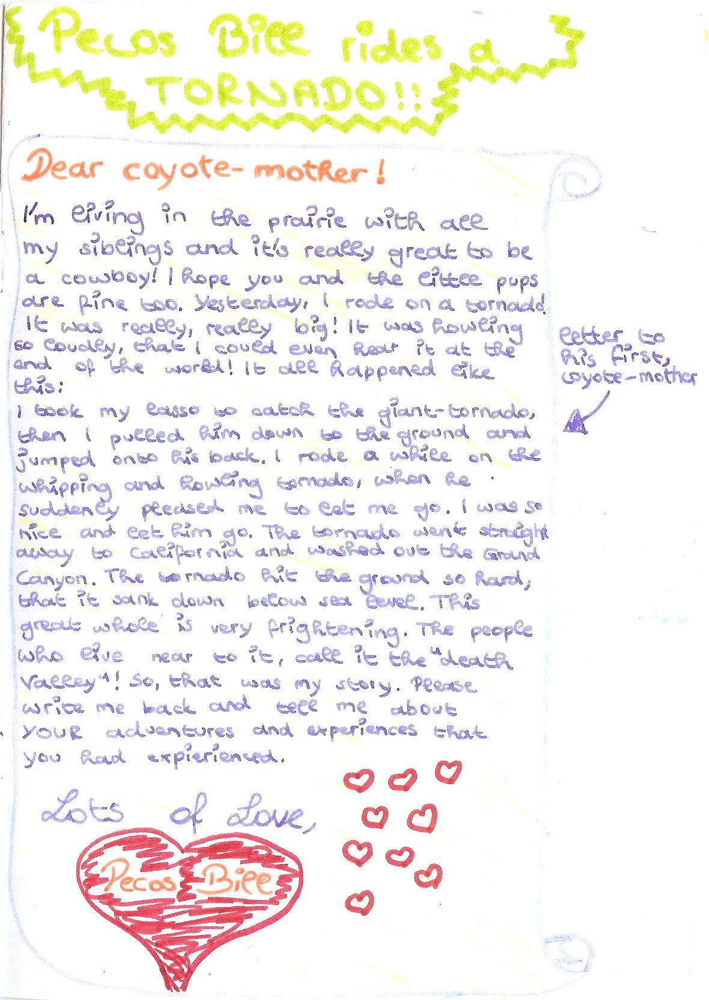 Pecos Bill rides a
TORNADO!!
Dear coyote-mother!
I'm living in the prairie with all
my siblings and it's really great to be
a cowboy! I hope you and the little pups
are fine too. Yesterday, I rode on a tornado!
It was really, really big! It was howling
so loudly, that I could even hear it at the
end of the world! It all happened like
this:
I took my lasso to catch the giant-tornado,
then I pulled him down to the ground and
jumped onto his back. I rode a while on the
whipping and howling tornado, when he
suddenly pleased me to let me go. I was so
nice and let him go. The tornado went straight
away to California and washed out the Grand
Canyon. The tornado hit the ground so hard,
that it sank down below sea level. This
great whole is very frightening. The people
who live near to it, call it the "death
Valley"! So, that was my story. Please
write me back and tell me about
YOUR adventures and experiences that
you had expierienced.
Lots of Love,
Pecos Bill
letter to
his first,
coyote-mother